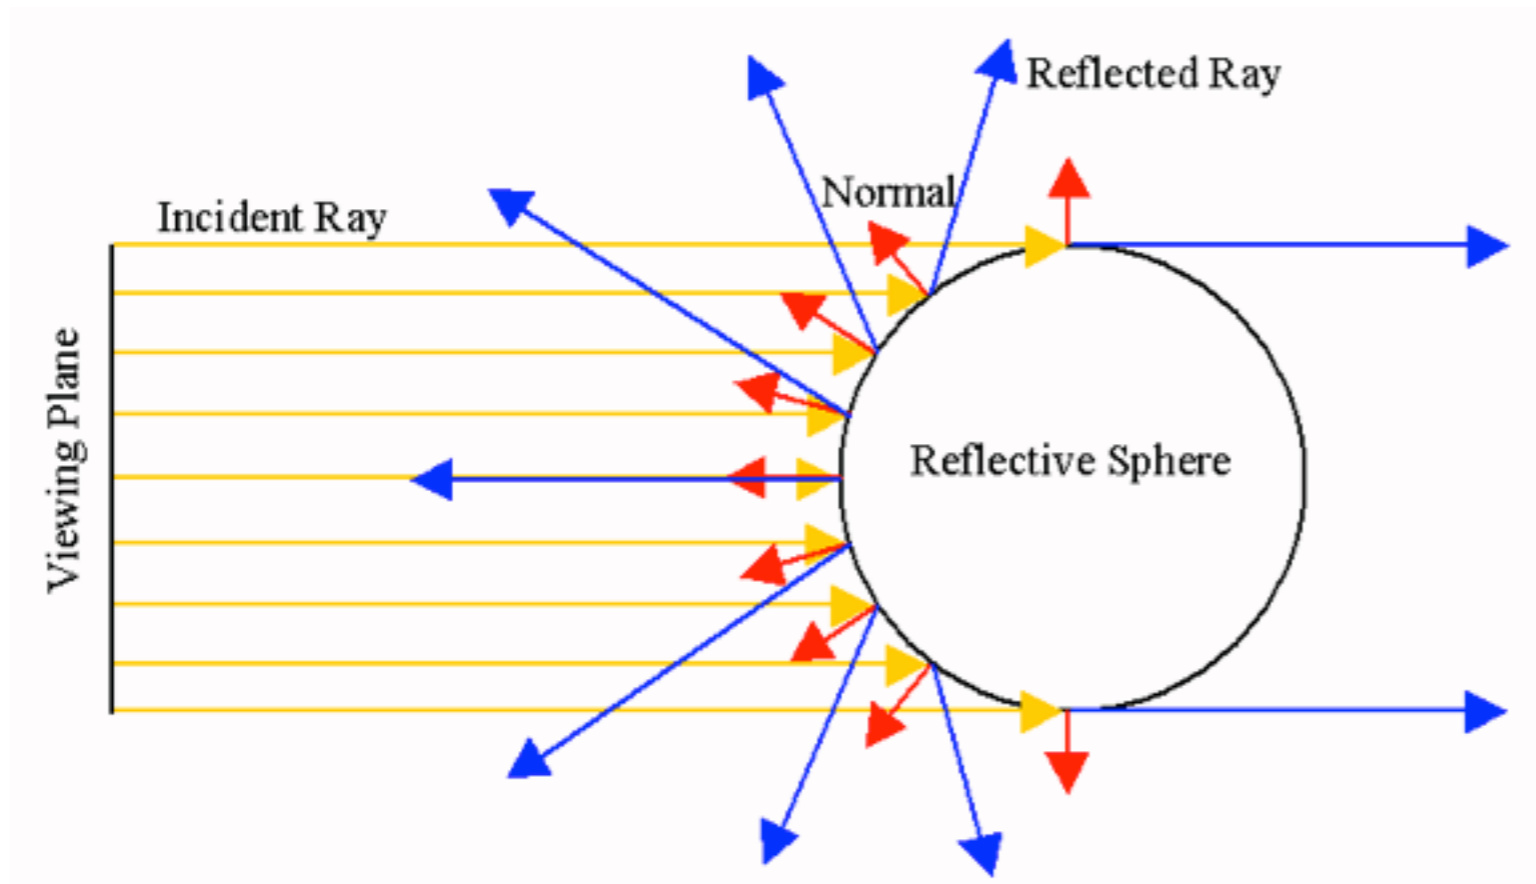 Reflected Ray
Normal
Incident Ray
Viewing Plane
Reflective Sphere